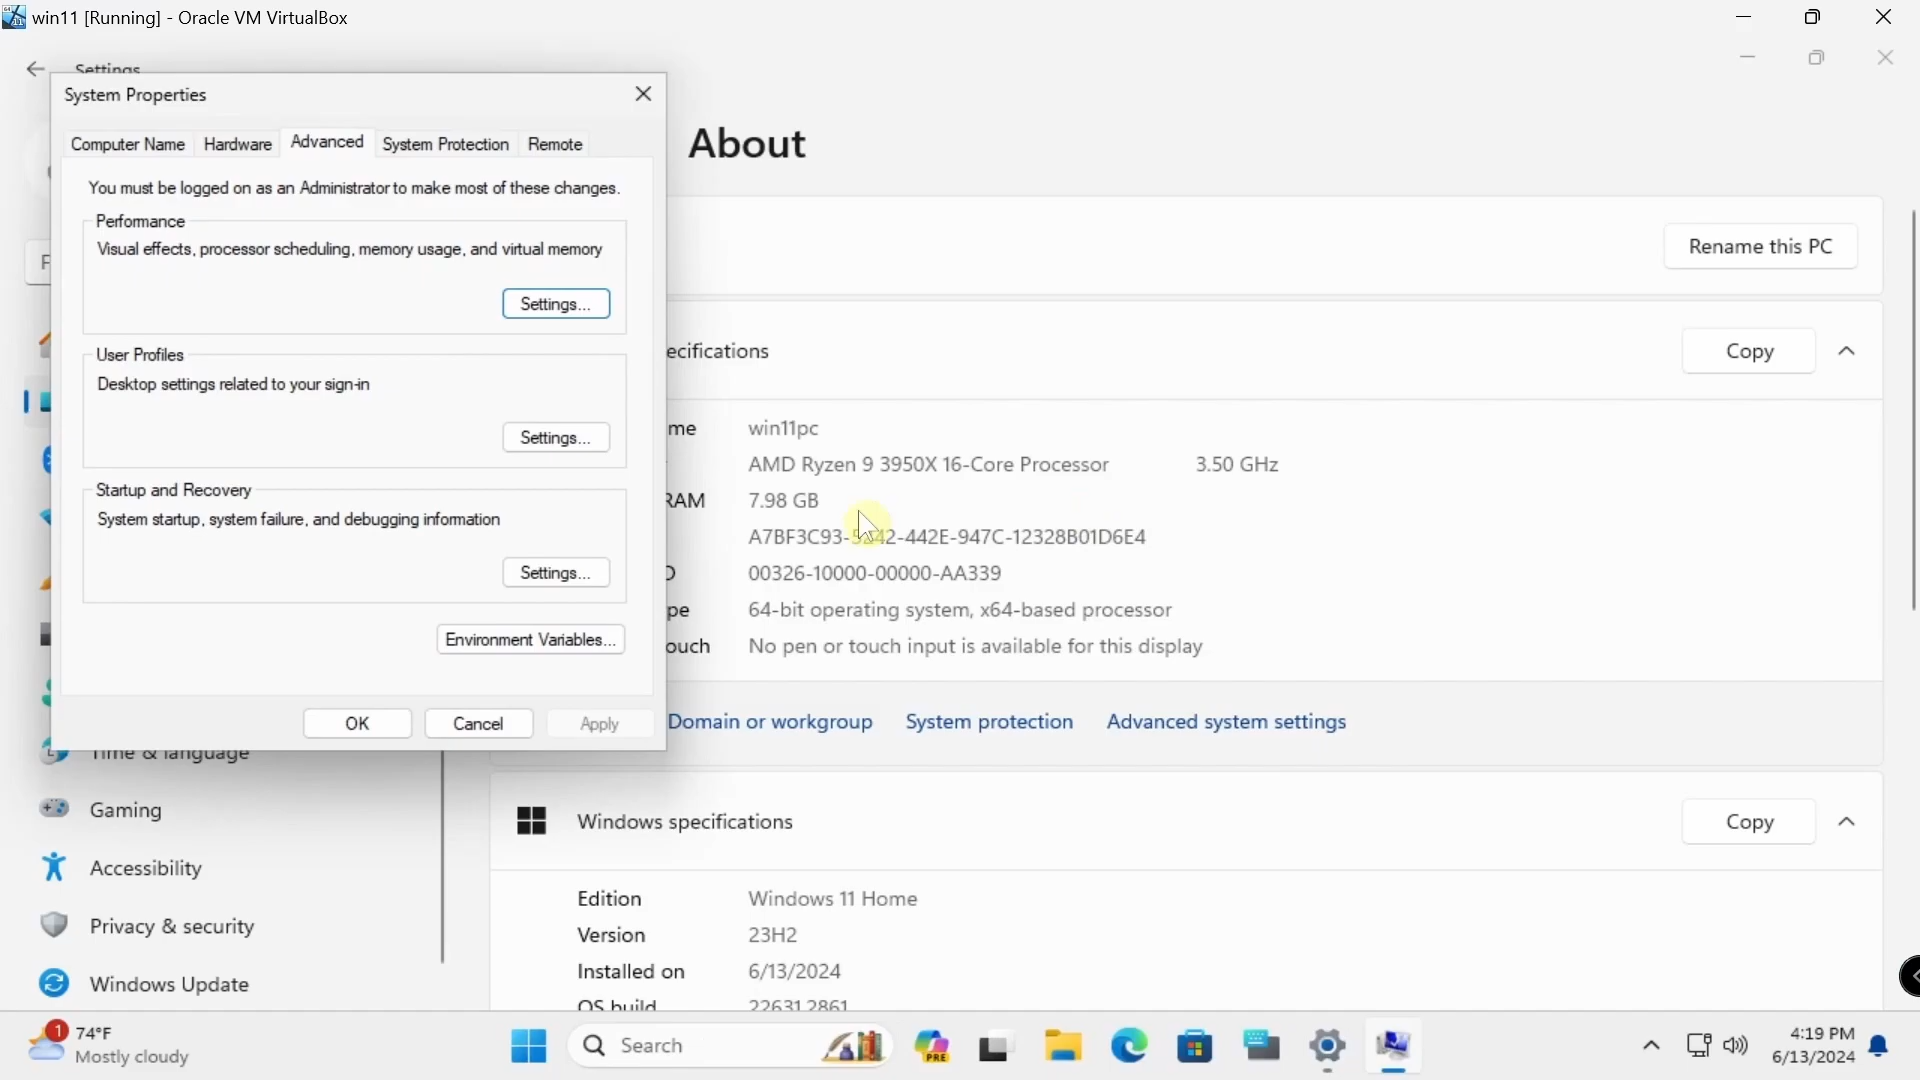 win11 [Running] - Oracle VM VirtualBox
Settings
System Properties
Computer Name Hardware Advanced System Protection Remote
You must be logged on as an Administrator to make most of these changes.
Performance
Visual effects, processor scheduling, memory usage, and virtual memory
Settings...
User Profiles
Desktop settings related to your sign-in
Settings...
Startup and Recovery
System startup, system failure, and debugging information
Settings...
Environment Variables...
OK Cancel Apply
About
Rename this PC
ecifications Copy
me win11pc
AMD Ryzen 9 3950X 16-Core Processor 3.50 GHz
RAM 7.98 GB
A7BF3C93- 42-442E-947C-12328B01D6E4
00326-10000-00000-AA339
pe 64-bit operating system, x64-based processor
ouch No pen or touch input is available for this display
Domain or workgroup System protection Advanced system settings
Time & language
Gaming
Accessibility
Privacy & security
Windows Update
Windows specifications Copy
Edition Windows 11 Home
Version 23H2
Installed on 6/13/2024
OS build 22631.2861
1 74°F
Mostly cloudy
Search
PRE
4:19 PM
6/13/2024